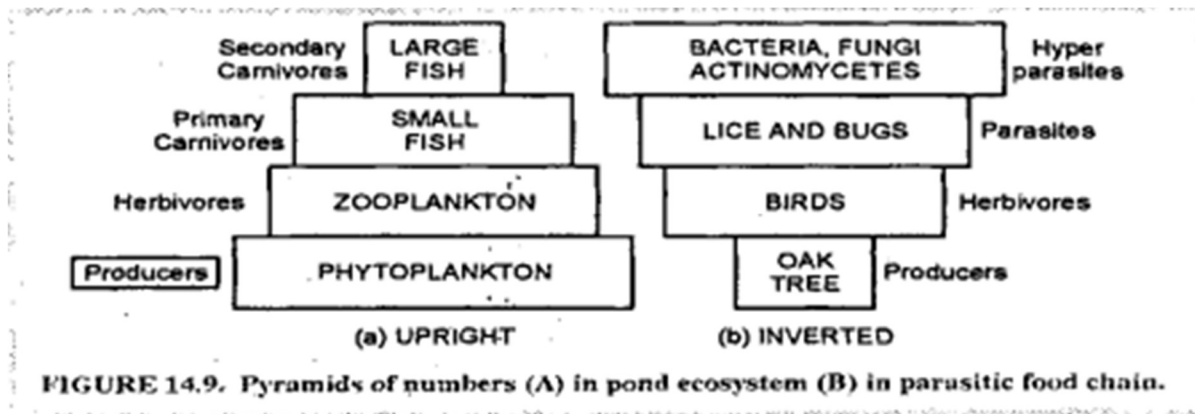 Secondary
Carnivores
LARGE
FISH
Primary
Carnivores
SMALL
FISH
Herbivores
ZOOPLANKTON
Producers
PHYTOPLANKTON
(a) UPRIGHT
BACTERIA, FUNGI
ACTINOMYCETES
Hyper
parasites
LICE AND BUGS
Parasites
BIRDS
Herbivores
OAK
TREE
Producers
(b) INVERTED
FIGURE 14.9. Pyramids of numbers (A) in pond ecosystem (B) in parasitic food chain.